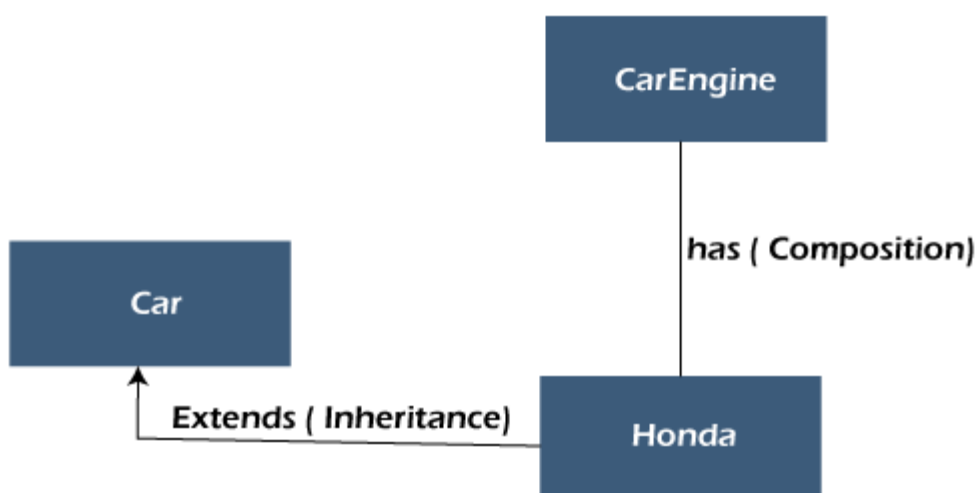 CarEngine
has ( Composition)
Car
Extends ( Inheritance)
Honda